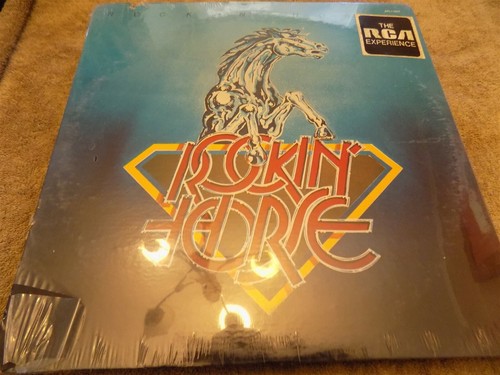 THE
RCA
EXPERIENCE
ROCKIN'
HORSE